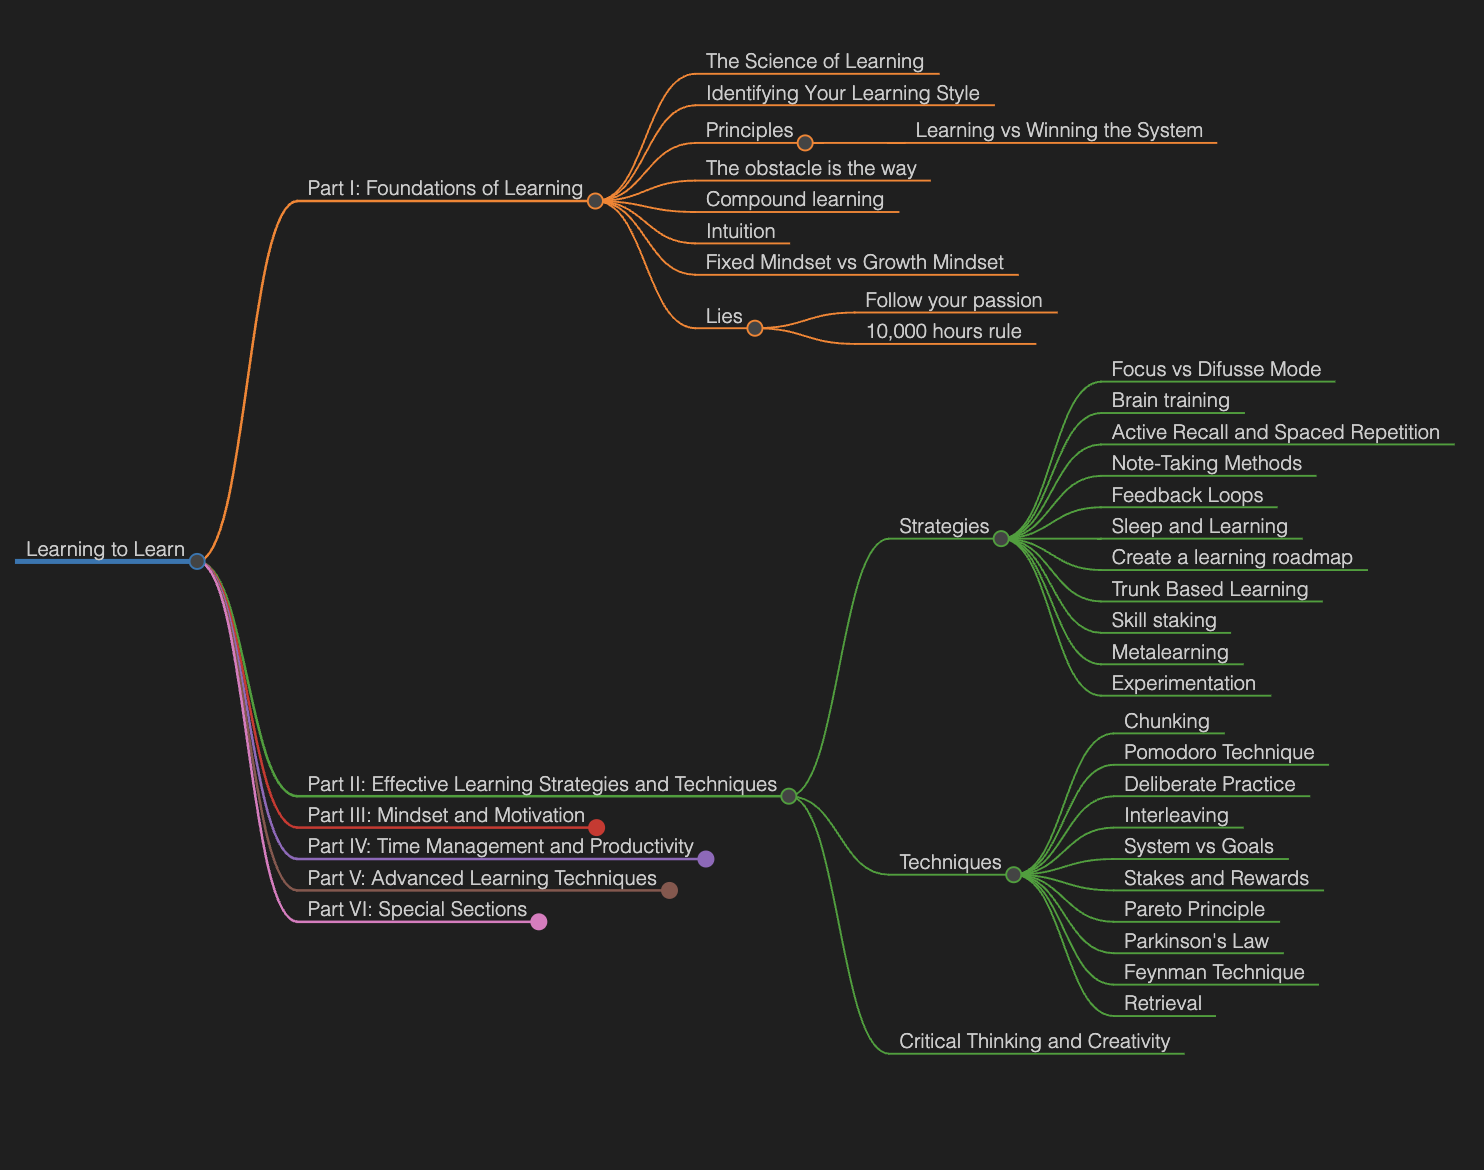 Learning to Learn
Part I: Foundations of Learning
The Science of Learning
Identifying Your Learning Style
Principles
Learning vs Winning the System
The obstacle is the way
Compound learning
Intuition
Fixed Mindset vs Growth Mindset
Lies
Follow your passion
10,000 hours rule
Part II: Effective Learning Strategies and Techniques
Strategies
Focus vs Difusse Mode
Brain training
Active Recall and Spaced Repetition
Note-Taking Methods
Feedback Loops
Sleep and Learning
Create a learning roadmap
Trunk Based Learning
Skill staking
Metalearning
Experimentation
Techniques
Chunking
Pomodoro Technique
Deliberate Practice
Interleaving
System vs Goals
Stakes and Rewards
Pareto Principle
Parkinson's Law
Feynman Technique
Retrieval
Critical Thinking and Creativity
Part III: Mindset and Motivation
Part IV: Time Management and Productivity
Part V: Advanced Learning Techniques
Part VI: Special Sections